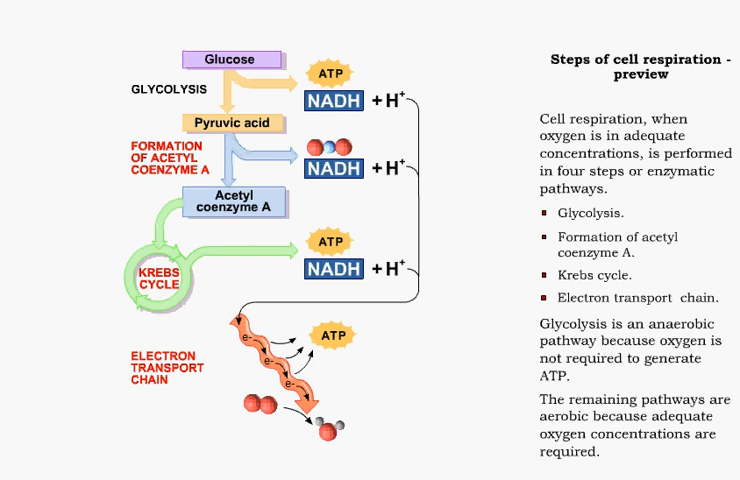 Glucose
GLYCOLYSIS
ATP
NADH + H+
Pyruvic acid
FORMATION
OF ACETYL
COENZYME A
NADH + H+
Acetyl
coenzyme A
KREBS
CYCLE
ATP
NADH + H+
ELECTRON
TRANSPORT
CHAIN
e-
e-
e-
ATP
Steps of cell respiration -
preview
Cell respiration, when
oxygen is in adequate
concentrations, is performed
in four steps or enzymatic
pathways.
Glycolysis.
Formation of acetyl
coenzyme A.
Krebs cycle.
Electron transport chain.
Glycolysis is an anaerobic
pathway because oxygen is
not required to generate
ATP.
The remaining pathways are
aerobic because adequate
oxygen concentrations are
required.